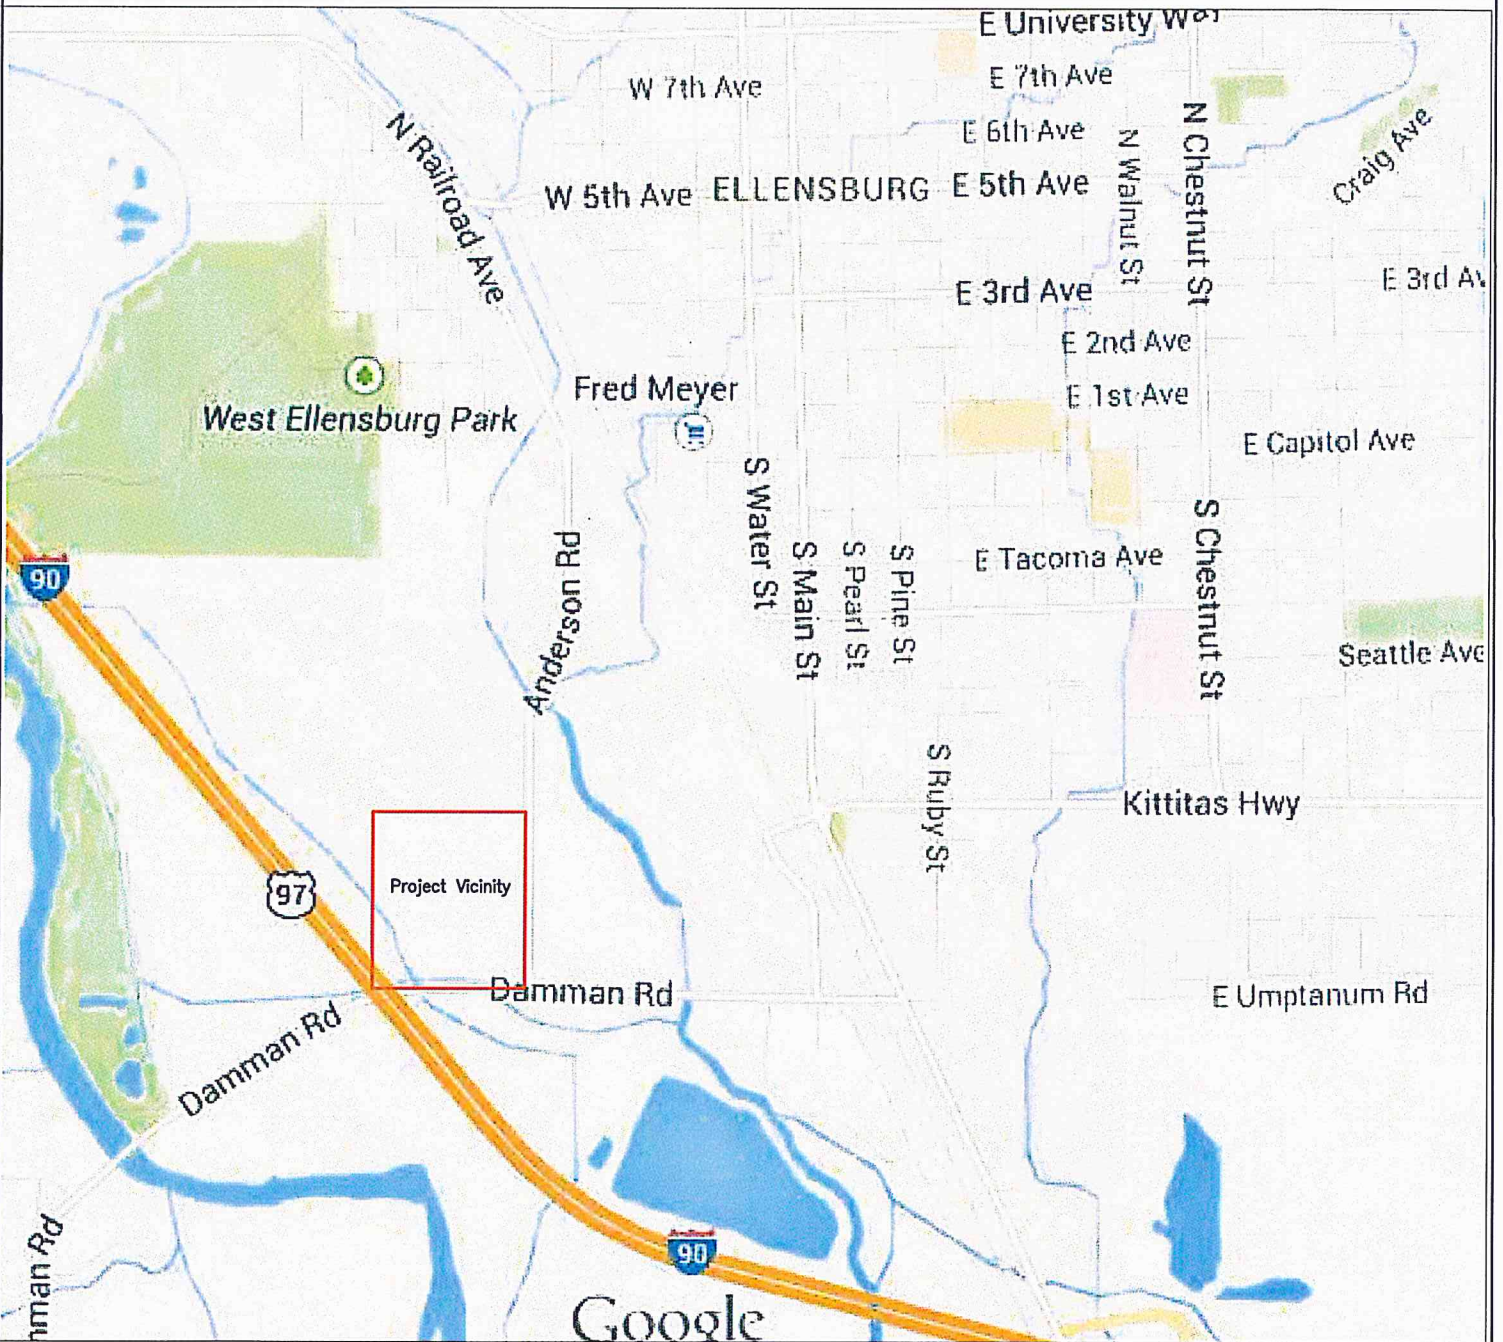 E University Way
W 7th Ave
E 7th Ave
E 6th Ave
N Railroad Ave
N Walnut St
N Chestnut St
Craig Ave
W 5th Ave
ELLENSBURG
E 5th Ave
E 3rd Ave
E 3rd Av
E 2nd Ave
Fred Meyer
E 1st Ave
West Ellensburg Park
E Capitol Ave
S Water St
S Main St
S Pearl St
S Pine St
E Tacoma Ave
S Chestnut St
90
Anderson Rd
Seattle Ave
S Ruby St
Kittitas Hwy
97
Project Vicinity
Damman Rd
E Umptanum Rd
Damman Rd
mman Rd
90
Google